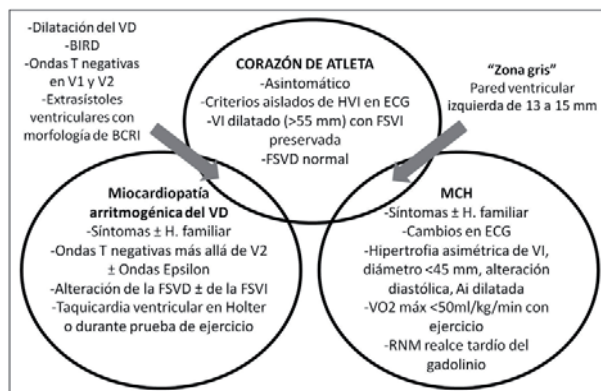 -Dilatación del VD
-BIRD
-Ondas T negativas
en V1 y V2
-Extrasístoles
ventriculares con
morfología de BCRI
CORAZÓN DE ATLETA
-Asintomático
-Criterios aislados de HVI en ECG
-VI dilatado (>55 mm) con FSVI
preservada
-FSVD normal
“Zona gris”
Pared ventricular
izquierda de 13 a 15 mm
Miocardiopatía
arritmogénica del VD
-Síntomas ± H. familiar
-Ondas T negativas más allá de V2
± Ondas Epsilon
-Alteración de la FSVD ± de la FSVI
-Taquicardia ventricular en Holter
o durante prueba de ejercicio
MCH
-Síntomas ± H. familiar
-Cambios en ECG
-Hipertrofia asimétrica de VI,
diámetro <45 mm, alteración
diastólica, Ai dilatada
-VO2 máx <50ml/kg/min con
ejercicio
-RNM realce tardío del
gadolinio